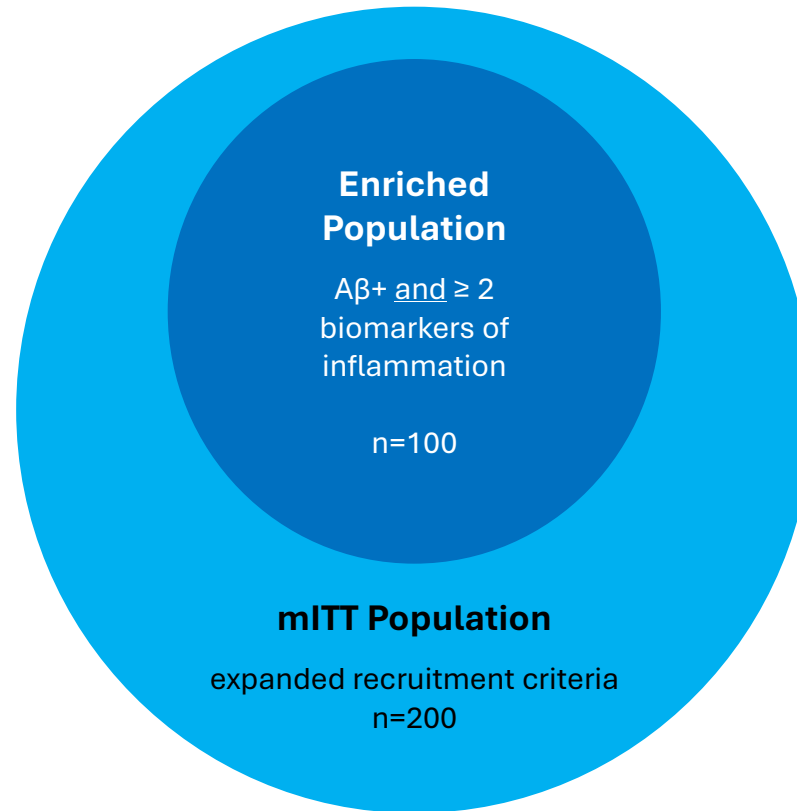 Enriched
Population
Aβ+ and ≥ 2
biomarkers of
inflammation
n=100
mITT Population
expanded recruitment criteria
n=200